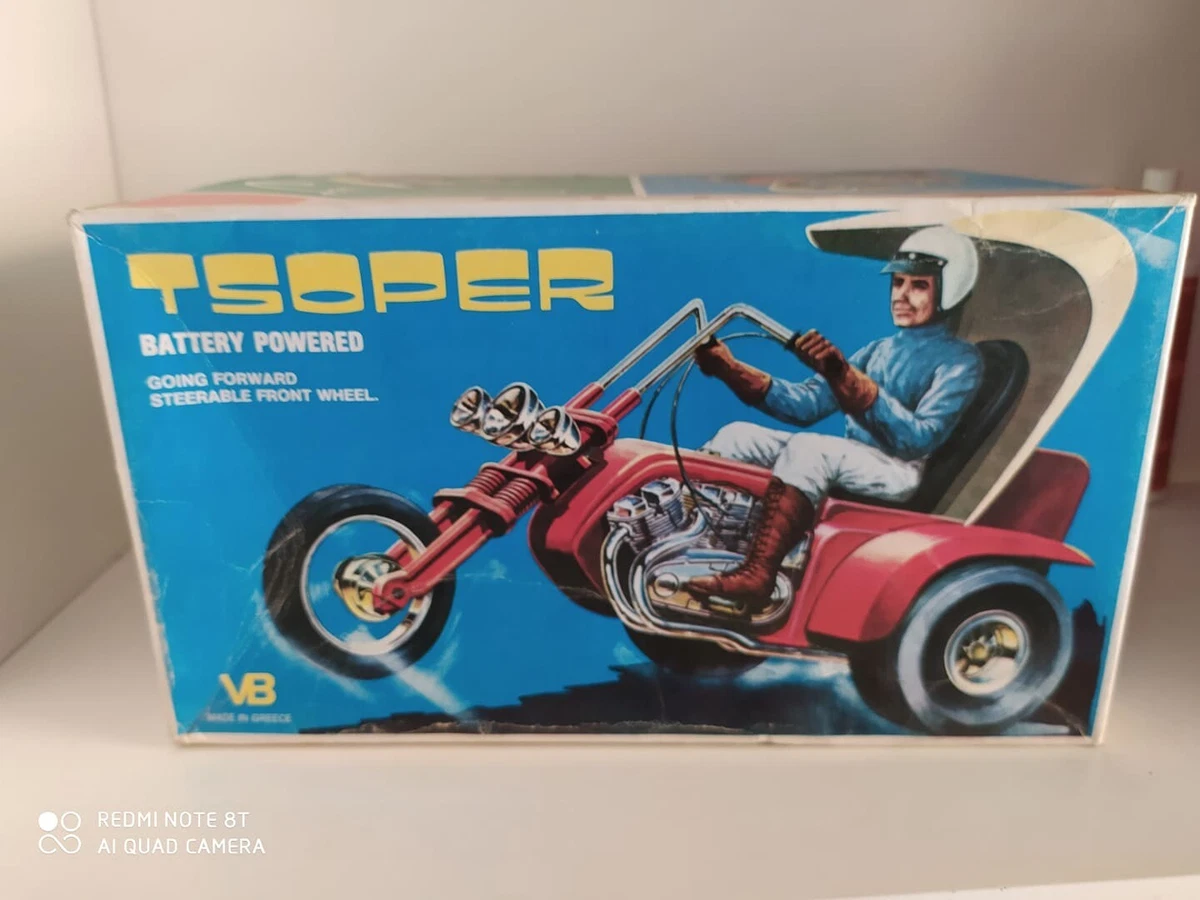 TSOPER
BATTERY POWERED
GOING FORWARD
STEERABLE FRONT WHEEL.
VB
MADE IN GREECE
REDMI NOTE 8T
AI QUAD CAMERA